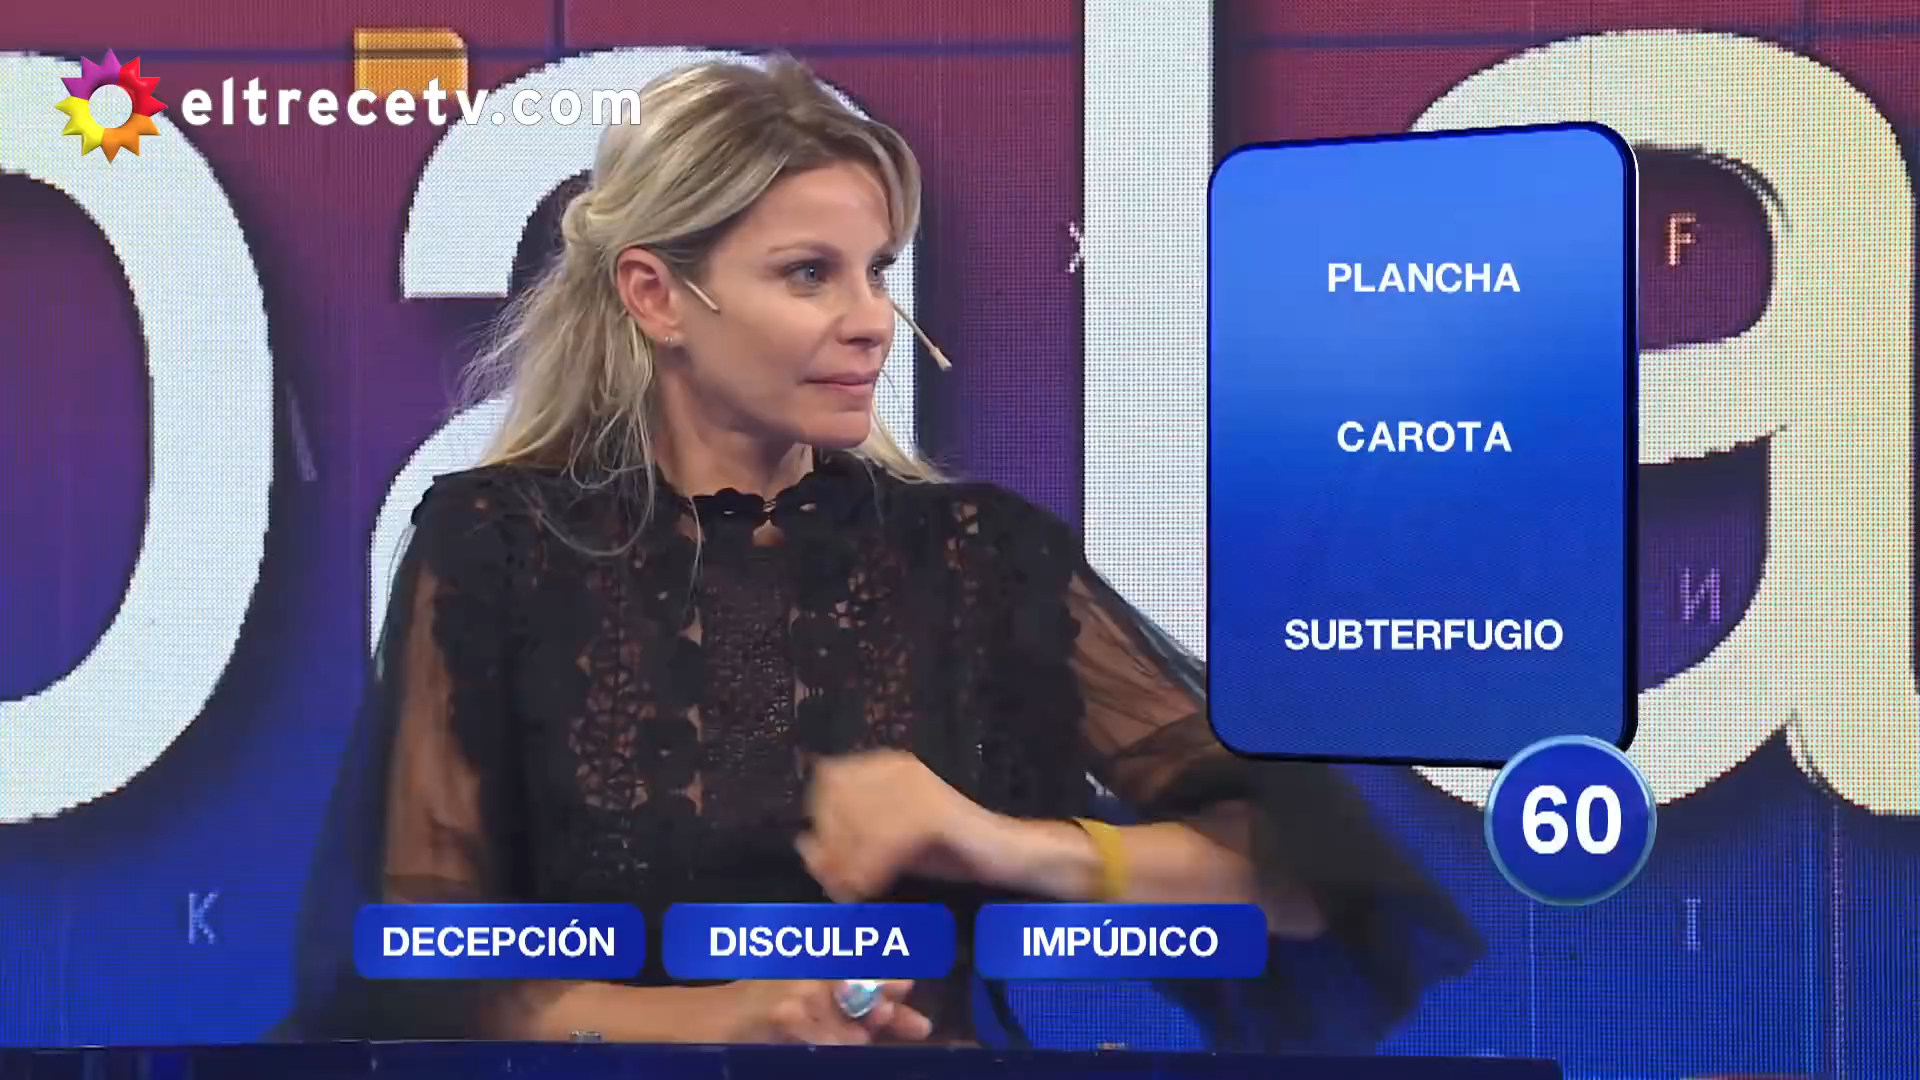 eltrecetv.com
PLANCHA
CAROTA
SUBTERFUGIO
60
DECEPCIÓN DISCULPA IMPÚDICO
F
K
I